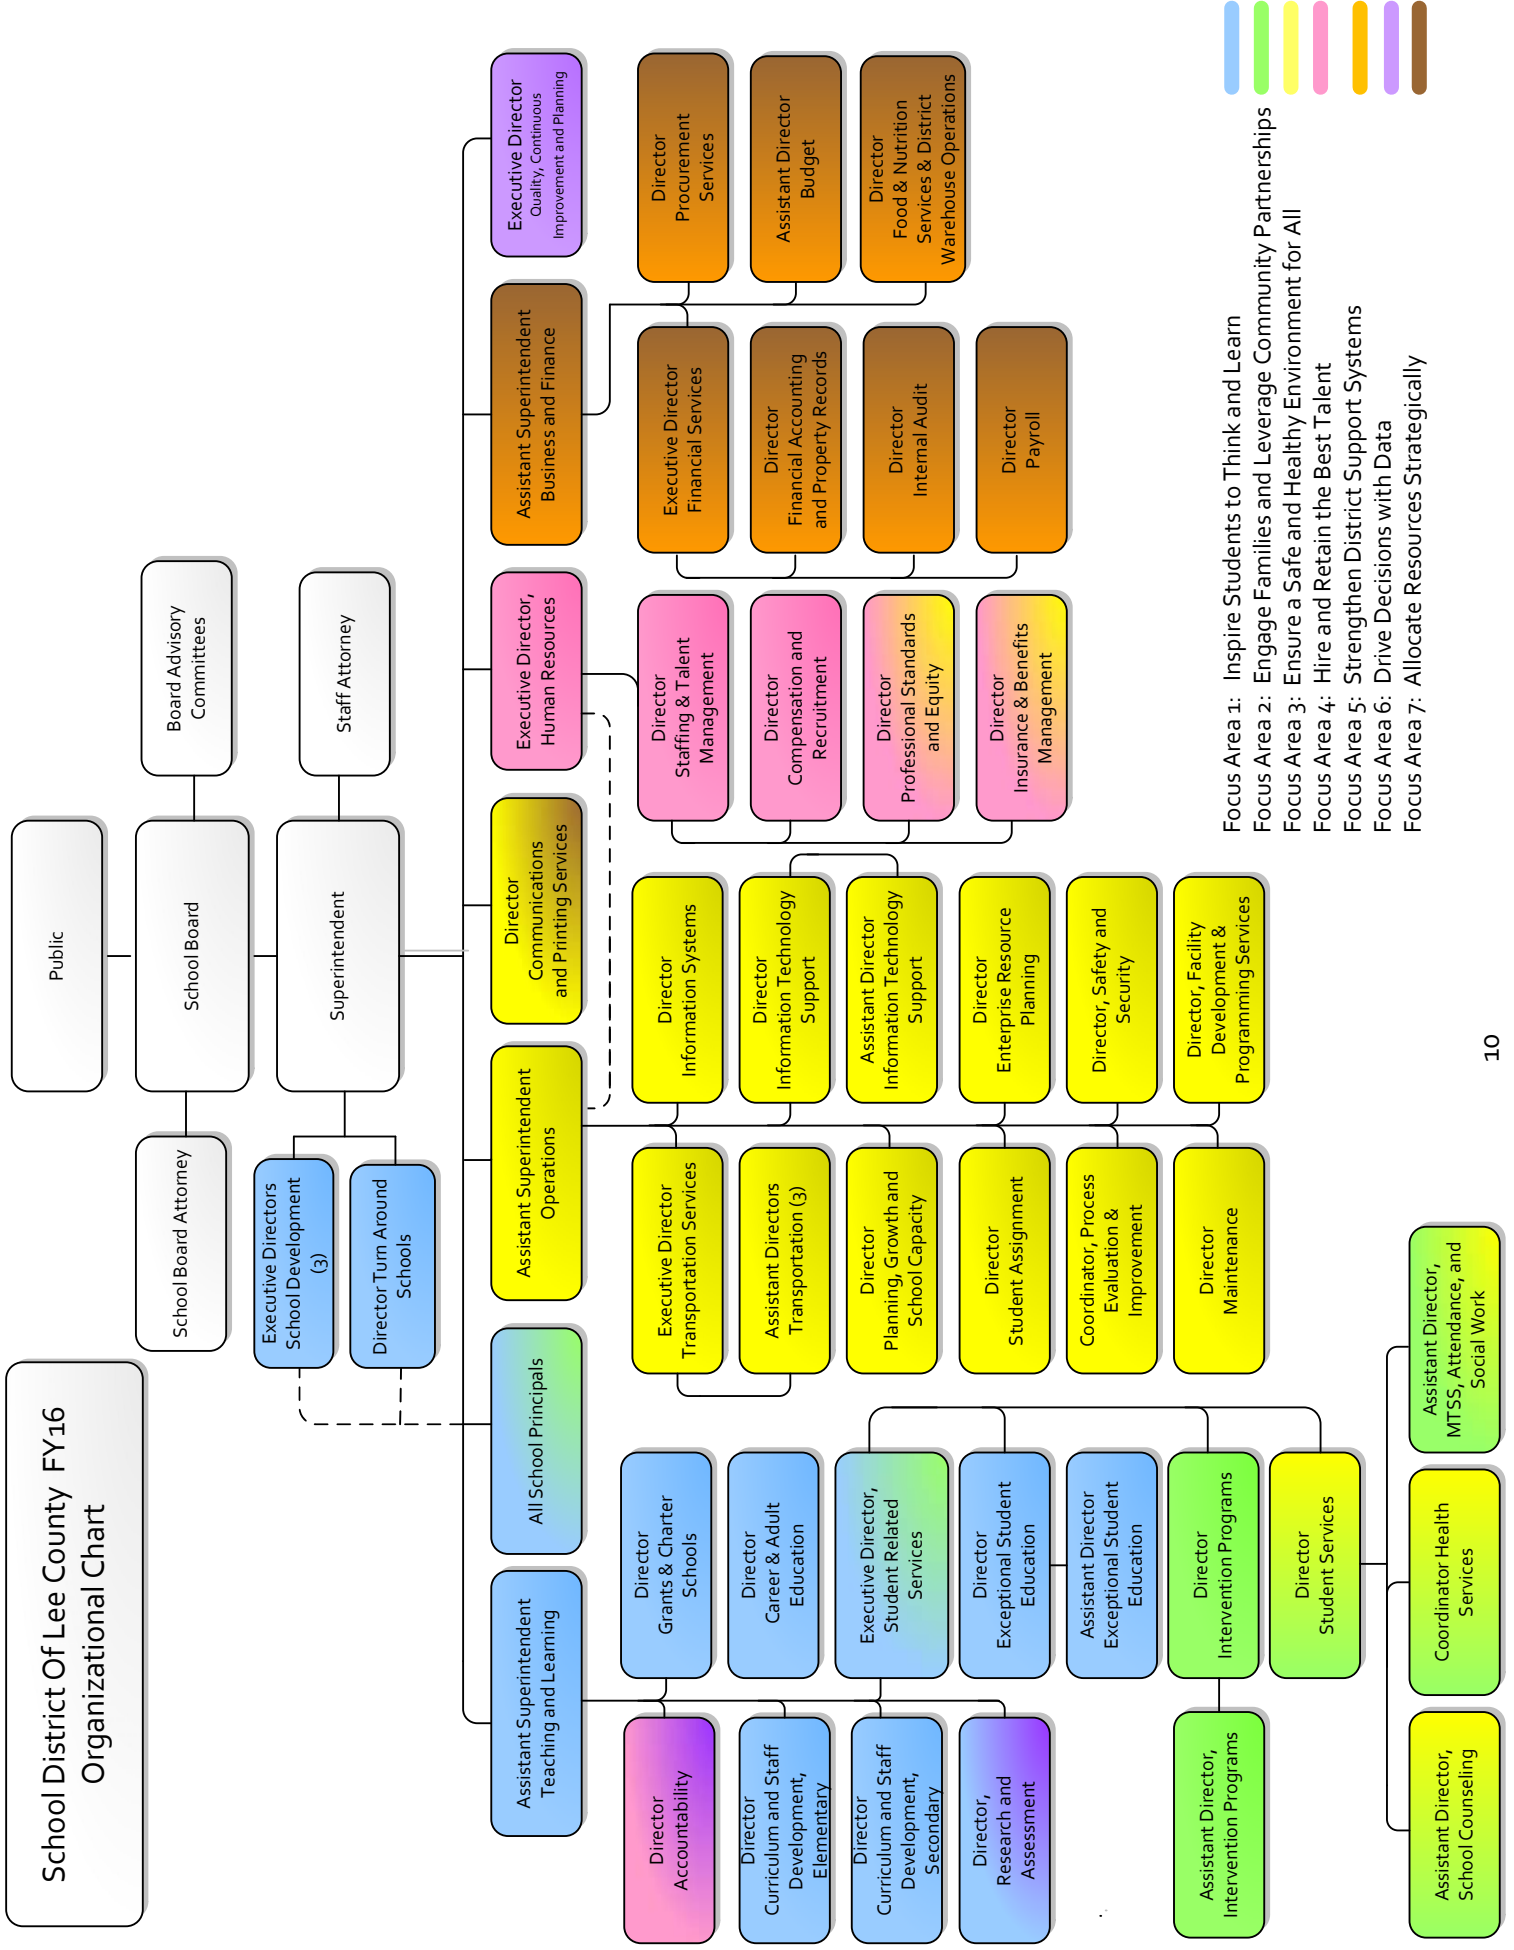 School District Of Lee County  FY16
Organizational Chart
Public
School Board Attorney
School Board
Board Advisory
Committees
Executive Directors
School Development
(3)
Director Turn Around
Schools
Superintendent
Staff Attorney
Assistant Superintendent
Teaching and Learning
All School Principals
Assistant Superintendent
Operations
Director
Communications
and Printing Services
Executive Director,
Human Resources
Assistant Superintendent
Business and Finance
Executive Director
Quality, Continuous
Improvement and Planning
Director
Accountability
Director
Curriculum and Staff
Development,
Elementary
Director
Curriculum and Staff
Development,
Secondary
Director,
Research and
Assessment
Director
Grants & Charter
Schools
Director
Career & Adult
Education
Executive Director,
Student Related
Services
Director
Exceptional Student
Education
Assistant Director
Exceptional Student
Education
Director
Intervention Programs
Assistant Director,
Intervention Programs
Director
Student Services
Assistant Director,
School Counseling
Coordinator Health
Services
Assistant Director,
MTSS, Attendance, and
Social Work
Executive Director
Transportation Services
Assistant Directors
Transportation (3)
Director
Planning, Growth and
School Capacity
Director
Student Assignment
Coordinator, Process
Evaluation &
Improvement
Director
Maintenance
Director
Information Systems
Director
Information Technology
Support
Assistant Director
Information Technology
Support
Director
Enterprise Resource
Planning
Director, Safety and
Security
Director, Facility
Development &
Programming Services
Director
Staffing & Talent
Management
Director
Compensation and
Recruitment
Director
Professional Standards
and Equity
Director
Insurance & Benefits
Management
Executive Director
Financial Services
Director
Financial Accounting
and Property Records
Director
Internal Audit
Director
Payroll
Director
Procurement
Services
Assistant Director
Budget
Director
Food & Nutrition
Services & District
Warehouse Operations
Focus Area 1:  Inspire Students to Think and Learn
Focus Area 2:  Engage Families and Leverage Community Partnerships
Focus Area 3:  Ensure a Safe and Healthy Environment for All
Focus Area 4:  Hire and Retain the Best Talent
Focus Area 5:  Strengthen District Support Systems
Focus Area 6:  Drive Decisions with Data
Focus Area 7:  Allocate Resources Strategically
10